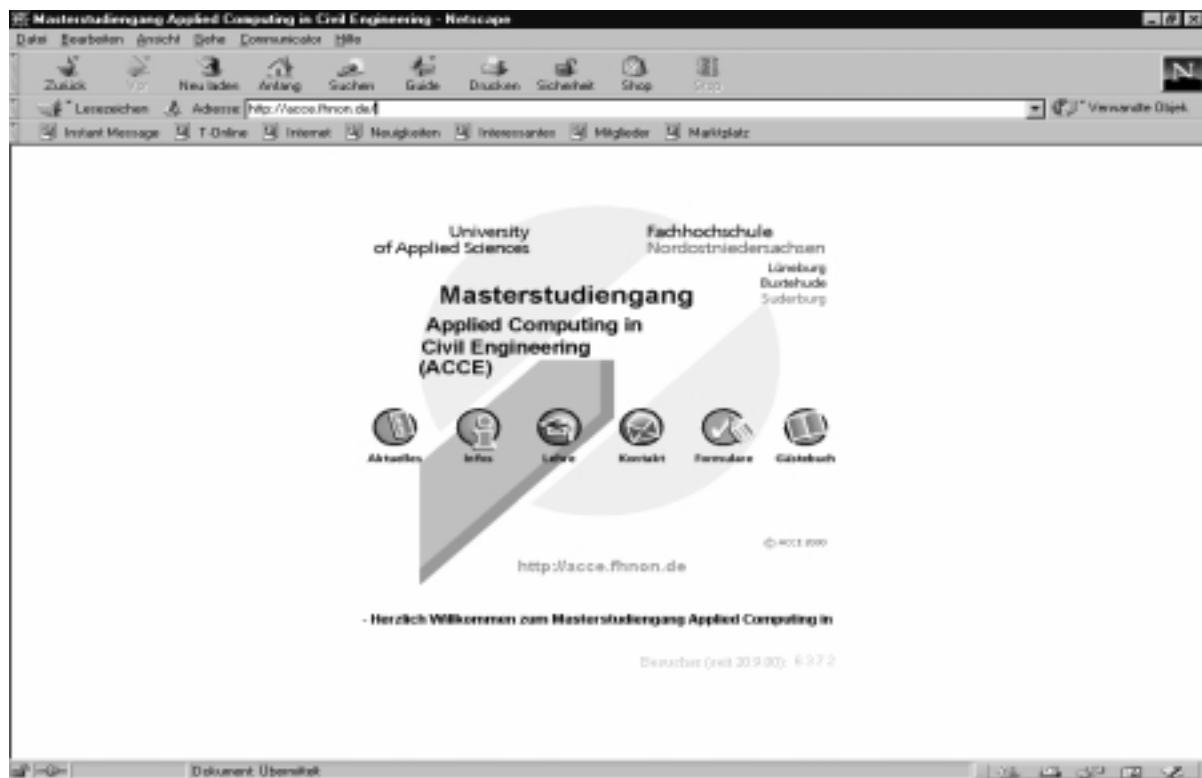 Masterstudiengang Applied Computing in Civil Engineering - Netscape
Datei Bearbeiten Ansicht Gehe Communicator Hilfe
Zurück Vor Neu laden Anfang Suchen Guide Drucken Sicherheit Shop Stop
Lesezeichen Adresse http://acce.fhnon.de/
Verwandte Objek
Instant Message T-Online Internet Neuigkeiten Interessantes Mitglieder Marktplatz
University
of Applied Sciences
Fachhochschule
Nordostniedersachsen
Lüneburg
Buxtehude
Suderburg
Masterstudiengang
Applied Computing in
Civil Engineering
(ACCE)
Aktuelles Infos Lehre Kontakt Formulare Gästebuch
© ACCE 2000
http://acce.fhnon.de
- Herzlich Willkommen zum Masterstudiengang Applied Computing in
Besucher (seit 20.9.00): 6372
Dokument: Übermittelt